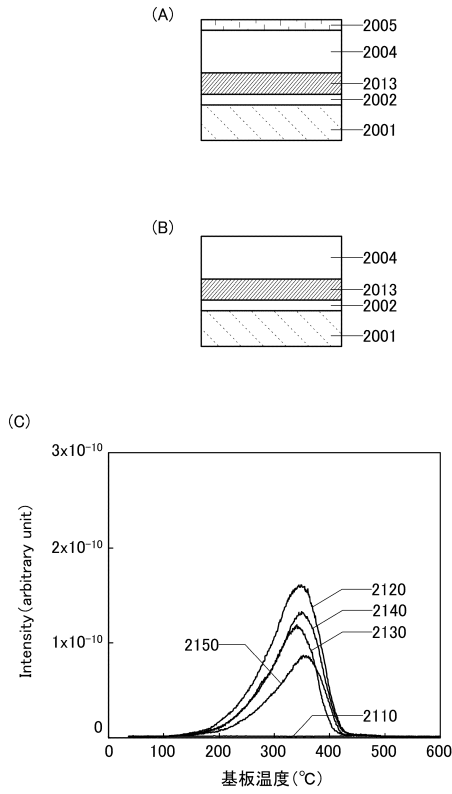 (A)
2005
2004
2013
2002
2001
(B)
2004
2013
2002
2001
(C)
3x10⁻¹⁰
2x10⁻¹⁰
1x10⁻¹⁰
0
Intensity(arbitrary unit)
2120
2140
2130
2150
2110
0 100 200 300 400 500 600
基板温度(℃)